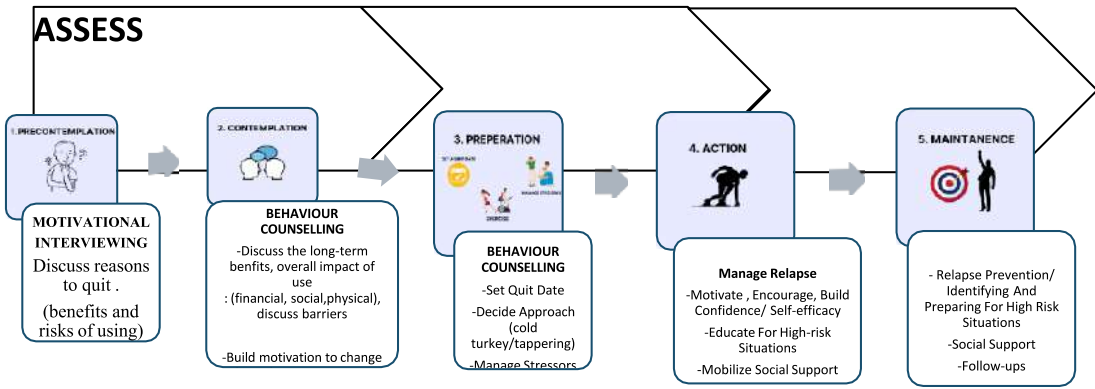 ASSESS
1. PRECONTEMPLATION
MOTIVATIONAL
INTERVIEWING
Discuss reasons
to quit .
(benefits and
risks of using)
2. CONTEMPLATION
BEHAVIOUR
COUNSELLING
-Discuss the long-term
benfits, overall impact of
use
: (financial, social,physical),
discuss barriers
-Build motivation to change
3. PREPERATION
EXERCISE
BEHAVIOUR
COUNSELLING
-Set Quit Date
-Decide Approach
(cold
turkey/tappering)
-Manage Stressors
4. ACTION
Manage Relapse
-Motivate , Encourage, Build
Confidence/ Self-efficacy
-Educate For High-risk
Situations
-Mobilize Social Support
5. MAINTANENCE
- Relapse Prevention/
Identifying And
Preparing For High Risk
Situations
-Social Support
-Follow-ups